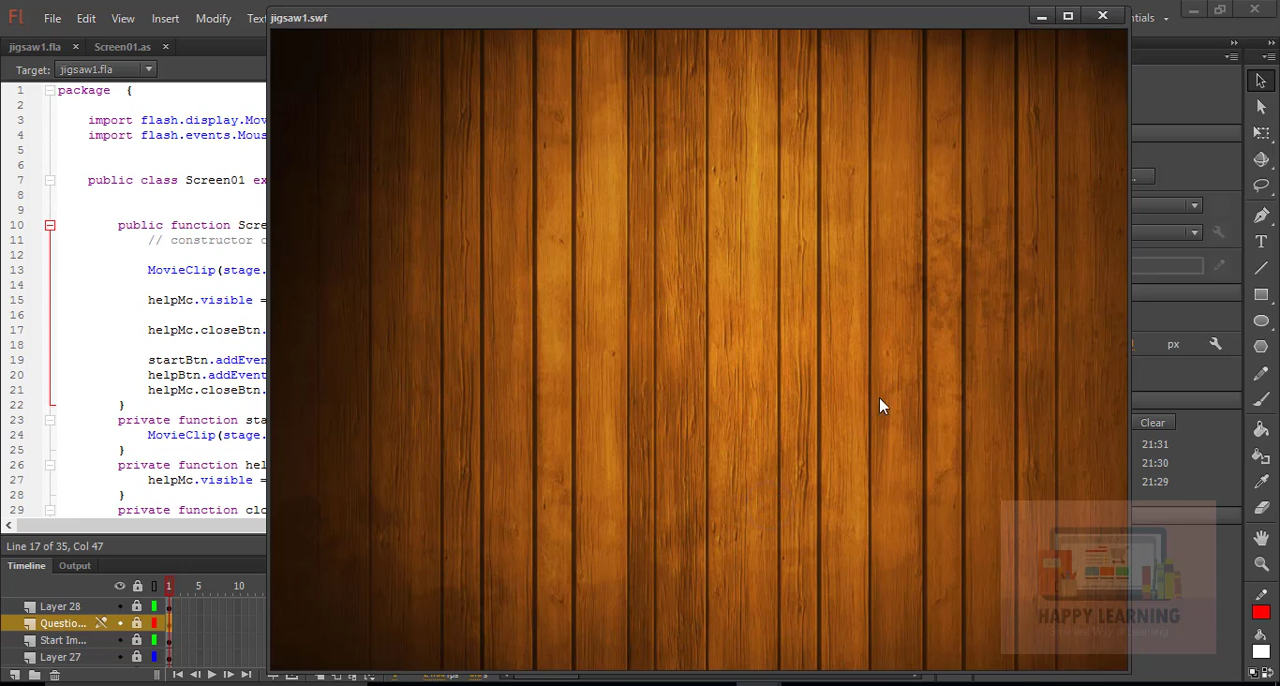 Fl File Edit View Insert Modify
jigsaw1.swf
jigsaw1.fla × Screen01.as ×
Target: jigsaw1.fla
1 package {
2
3 import flash.display.Mov
4 import flash.events.Mous
5
6
7 public class Screen01 ex
8
9
10 public function Scre
11 // constructor c
12
13 MovieClip(stage.
14
15 helpMc.visible =
16
17 helpMc.closeBtn.
18
19 startBtn.addEven
20 helpBtn.addEvent
21 helpMc.closeBtn.
22 }
23 private function sta
24 MovieClip(stage.
25 }
26 private function hel
27 helpMc.visible =
28 }
29 private function clo
Line 17 of 35, Col 47
Timeline Output
1 5 10
Layer 28
Questio...
Start Im...
Layer 27
px
Clear
21:31
21:30
21:29
HAPPY LEARNING